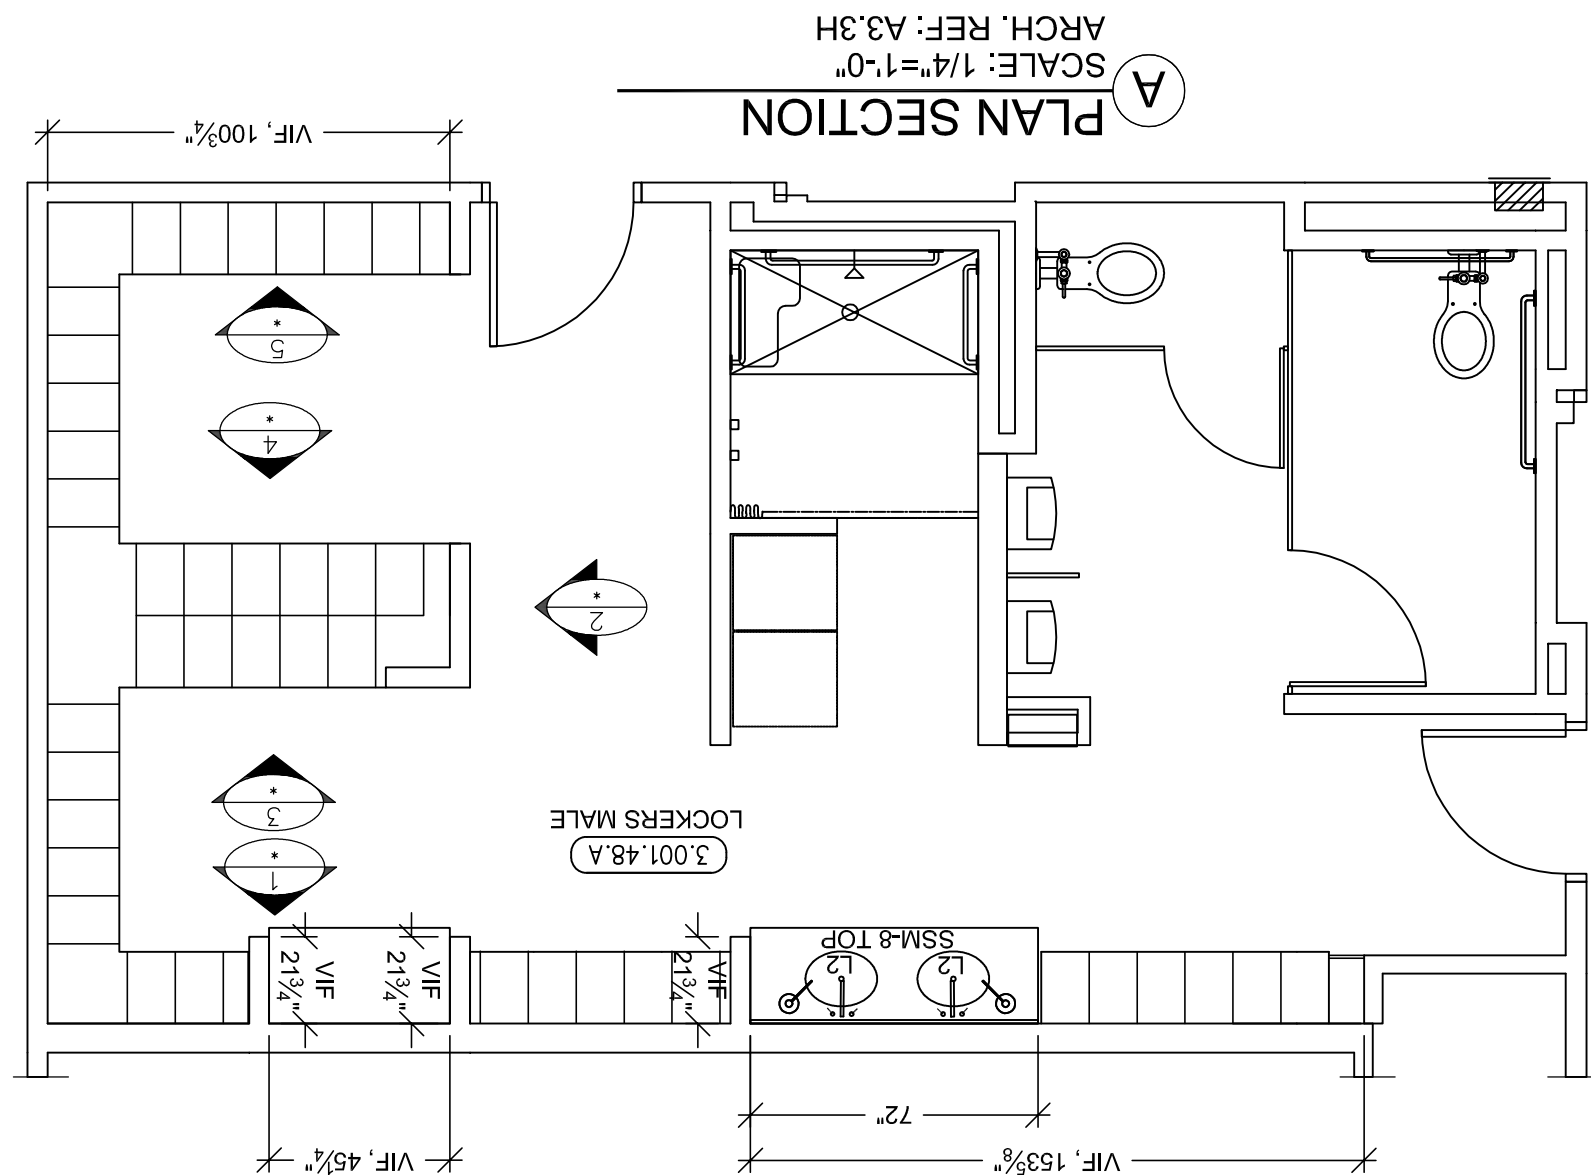 VIF, 153⅝"
VIF, 45¼"
72"
L2
L2
SSM-8 TOP
VIF
21¾"
VIF
21¾"
VIF
21¾"
1
*
3.001.48.A
LOCKERS MALE
3
*
2
*
4
*
5
*
VIF, 100¾"
A
PLAN SECTION
SCALE: 1/4"=1'-0"
ARCH. REF: A3.3H